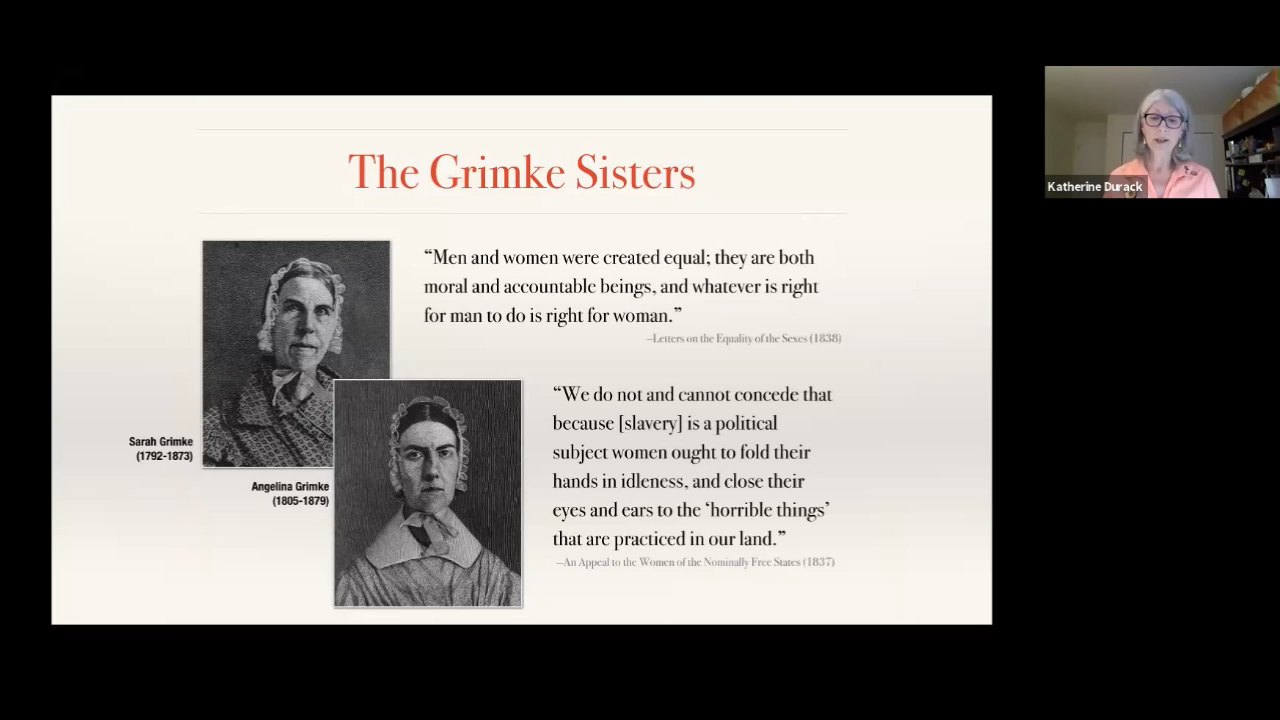 The Grimke Sisters
“Men and women were created equal; they are both
moral and accountable beings, and whatever is right
for man to do is right for woman.”
—Letters on the Equality of the Sexes (1838)
Sarah Grimke
(1792-1873)
Angelina Grimke
(1805-1879)
“We do not and cannot concede that
because [slavery] is a political
subject women ought to fold their
hands in idleness, and close their
eyes and ears to the ‘horrible things’
that are practiced in our land.”
—An Appeal to the Women of the Nominally Free States (1837)
Katherine Durack